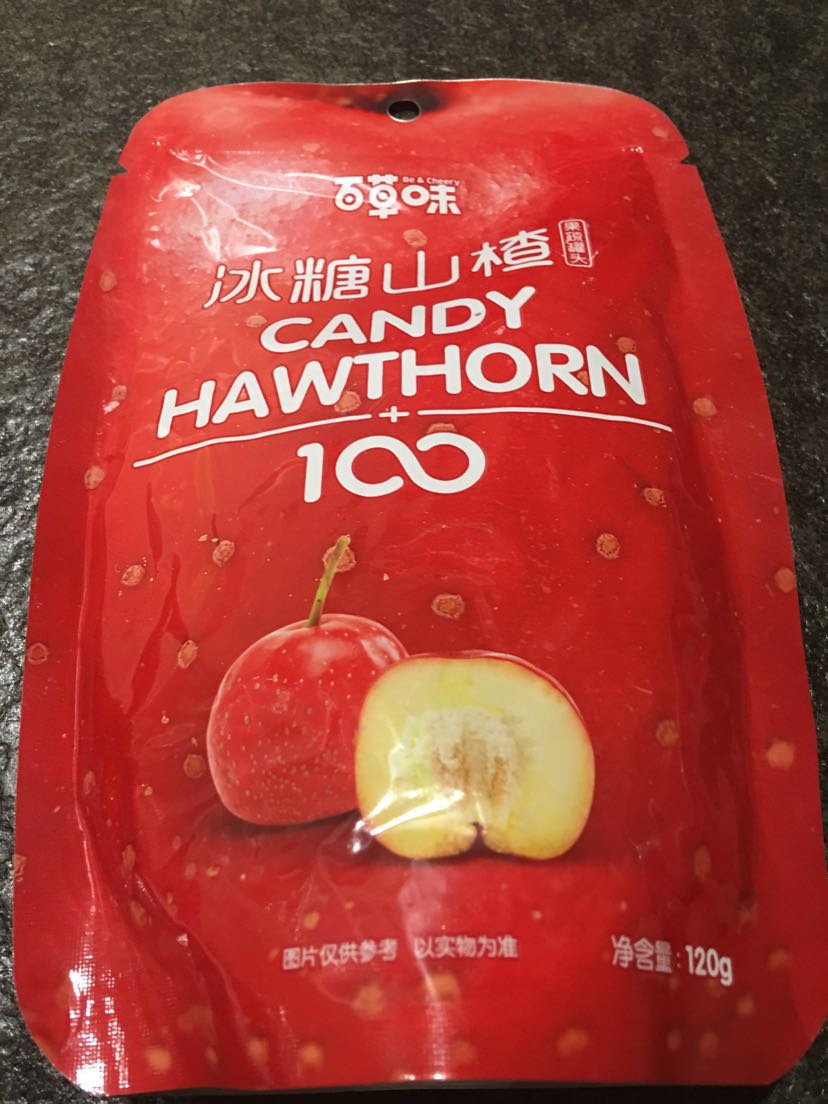 Be & Cheery
百草味
冰糖山楂
果蔬罐头
CANDY
HAWTHORN
+
100
图片仅供参考 以实物为准
净含量:120g